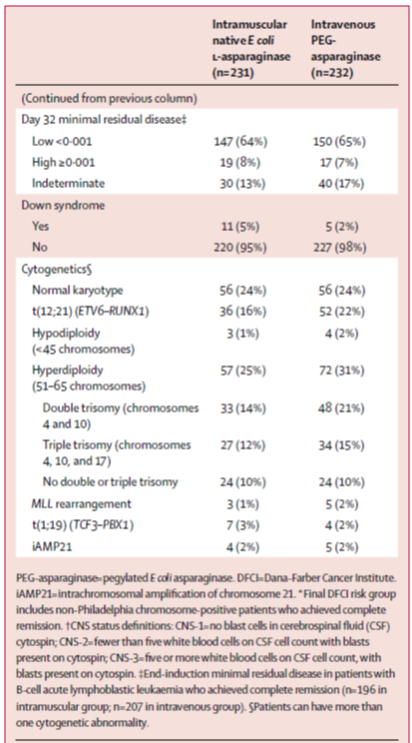 Intramuscular Intravenous
native E coli PEG-
L-asparaginase asparaginase
(n=231) (n=232)
(Continued from previous column)
Day 32 minimal residual disease‡
Low <0·001 147 (64%) 150 (65%)
High ≥0·001 19 (8%) 17 (7%)
Indeterminate 30 (13%) 40 (17%)
Down syndrome
Yes 11 (5%) 5 (2%)
No 220 (95%) 227 (98%)
Cytogenetics§
Normal karyotype 56 (24%) 56 (24%)
t(12;21) (ETV6–RUNX1) 36 (16%) 52 (22%)
Hypodiploidy 3 (1%) 4 (2%)
(<45 chromosomes)
Hyperdiploidy 57 (25%) 72 (31%)
(51–65 chromosomes)
Double trisomy (chromosomes 33 (14%) 48 (21%)
4 and 10)
Triple trisomy (chromosomes 27 (12%) 34 (15%)
4, 10, and 17)
No double or triple trisomy 24 (10%) 24 (10%)
MLL rearrangement 3 (1%) 5 (2%)
t(1;19) (TCF3–PBX1) 7 (3%) 4 (2%)
iAMP21 4 (2%) 5 (2%)
PEG-asparaginase=pegylated E coli asparaginase. DFCI=Dana-Farber Cancer Institute.
iAMP21=intrachromosomal amplification of chromosome 21. *Final DFCI risk group
includes non-Philadelphia chromosome-positive patients who achieved complete
remission. †CNS status definitions: CNS-1=no blast cells in cerebrospinal fluid (CSF)
cytospin; CNS-2=fewer than five white blood cells on CSF cell count with blasts
present on cytospin; CNS-3=five or more white blood cells on CSF cell count, with
blasts present on cytospin. ‡End-induction minimal residual disease in patients with
B-cell acute lymphoblastic leukaemia who achieved complete remission (n=196 in
intramuscular group; n=207 in intravenous group). §Patients can have more than
one cytogenetic abnormality.